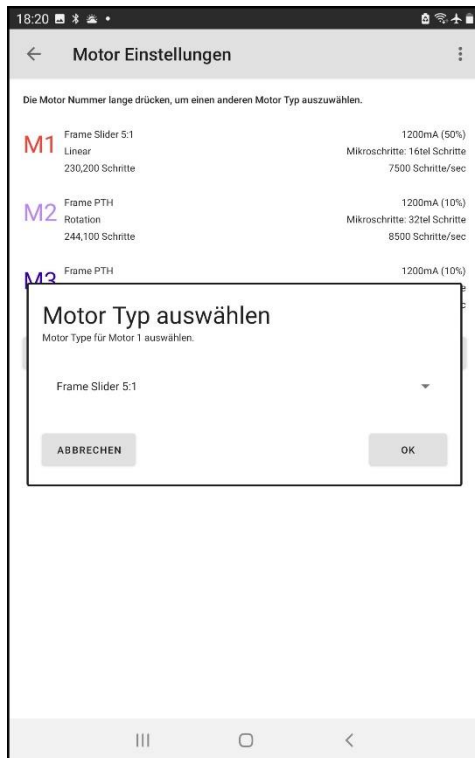 18:20
Motor Einstellungen
Die Motor Nummer lange drücken, um einen anderen Motor Typ auszuwählen.
M1
Frame Slider 5:1
Linear
230,200 Schritte
1200mA (50%)
Mikroschritte: 16tel Schritte
7500 Schritte/sec
M2
Frame PTH
Rotation
244,100 Schritte
1200mA (10%)
Mikroschritte: 32tel Schritte
8500 Schritte/sec
M3
Frame PTH
1200mA (10%)
Motor Typ auswählen
Motor Type für Motor 1 auswählen.
Frame Slider 5:1
ABBRECHEN
OK